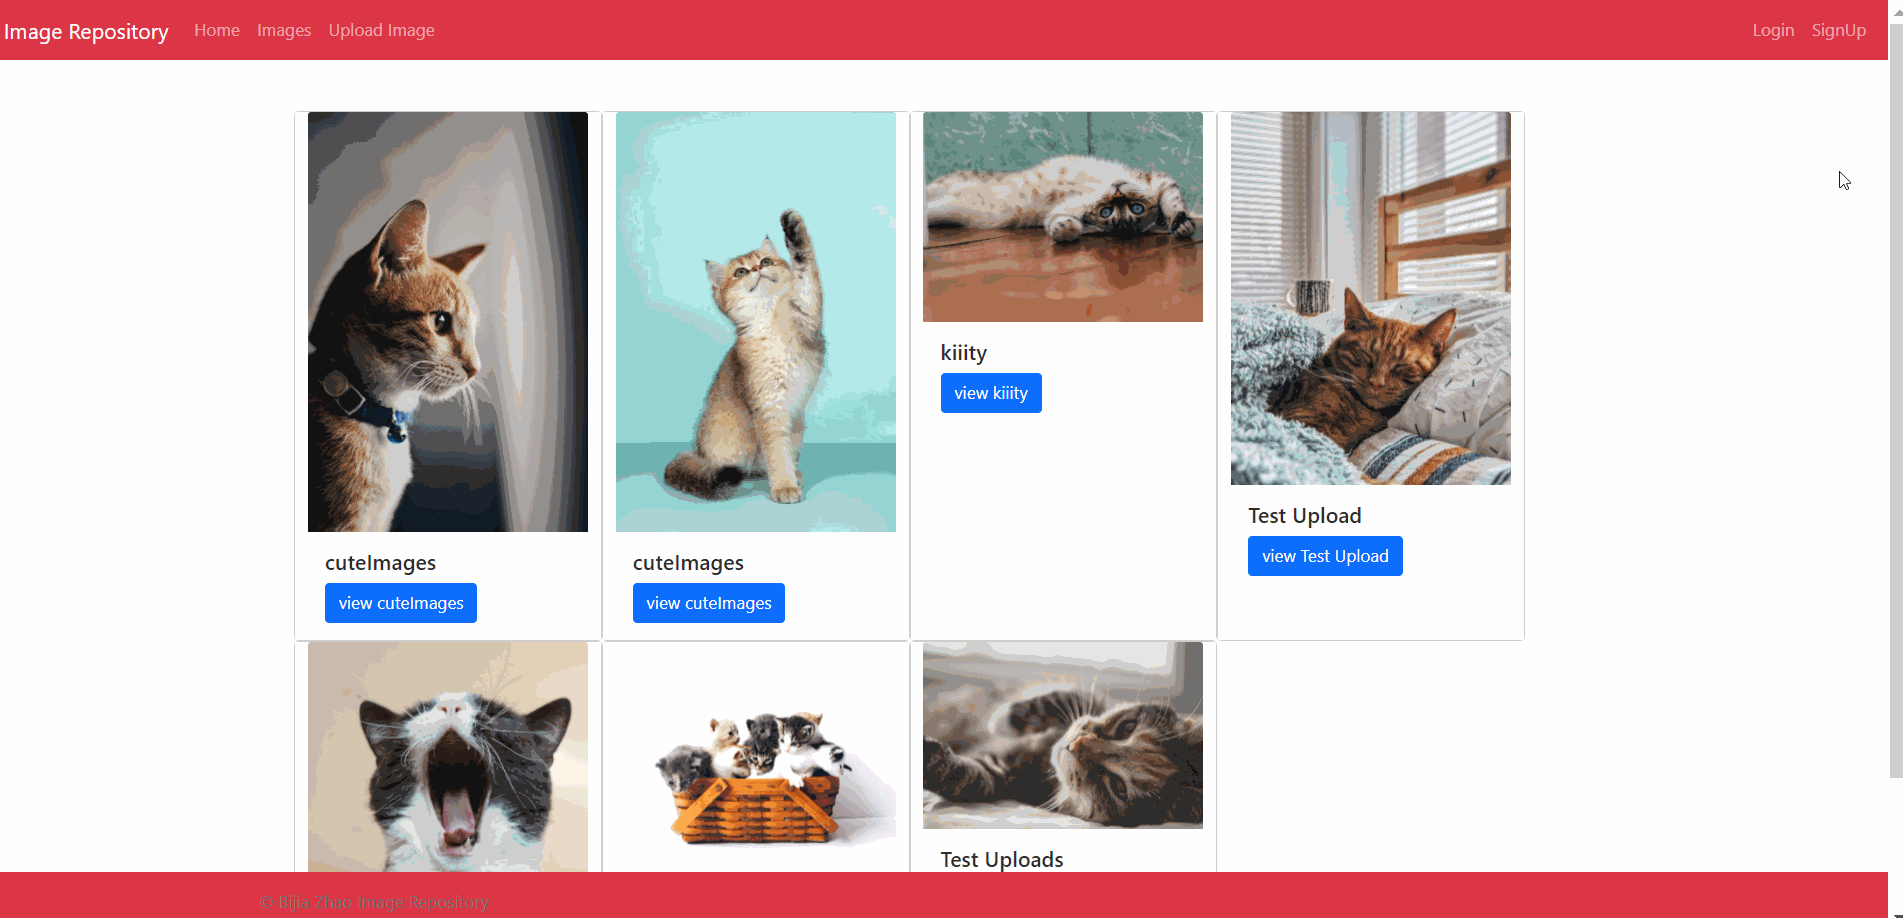 Image Repository Home Images Upload Image Login SignUp
cuteImages
view cuteImages
cuteImages
view cuteImages
kiiity
view kiiity
Test Upload
view Test Upload
Test Uploads
© Bijia Zhao Image Repository